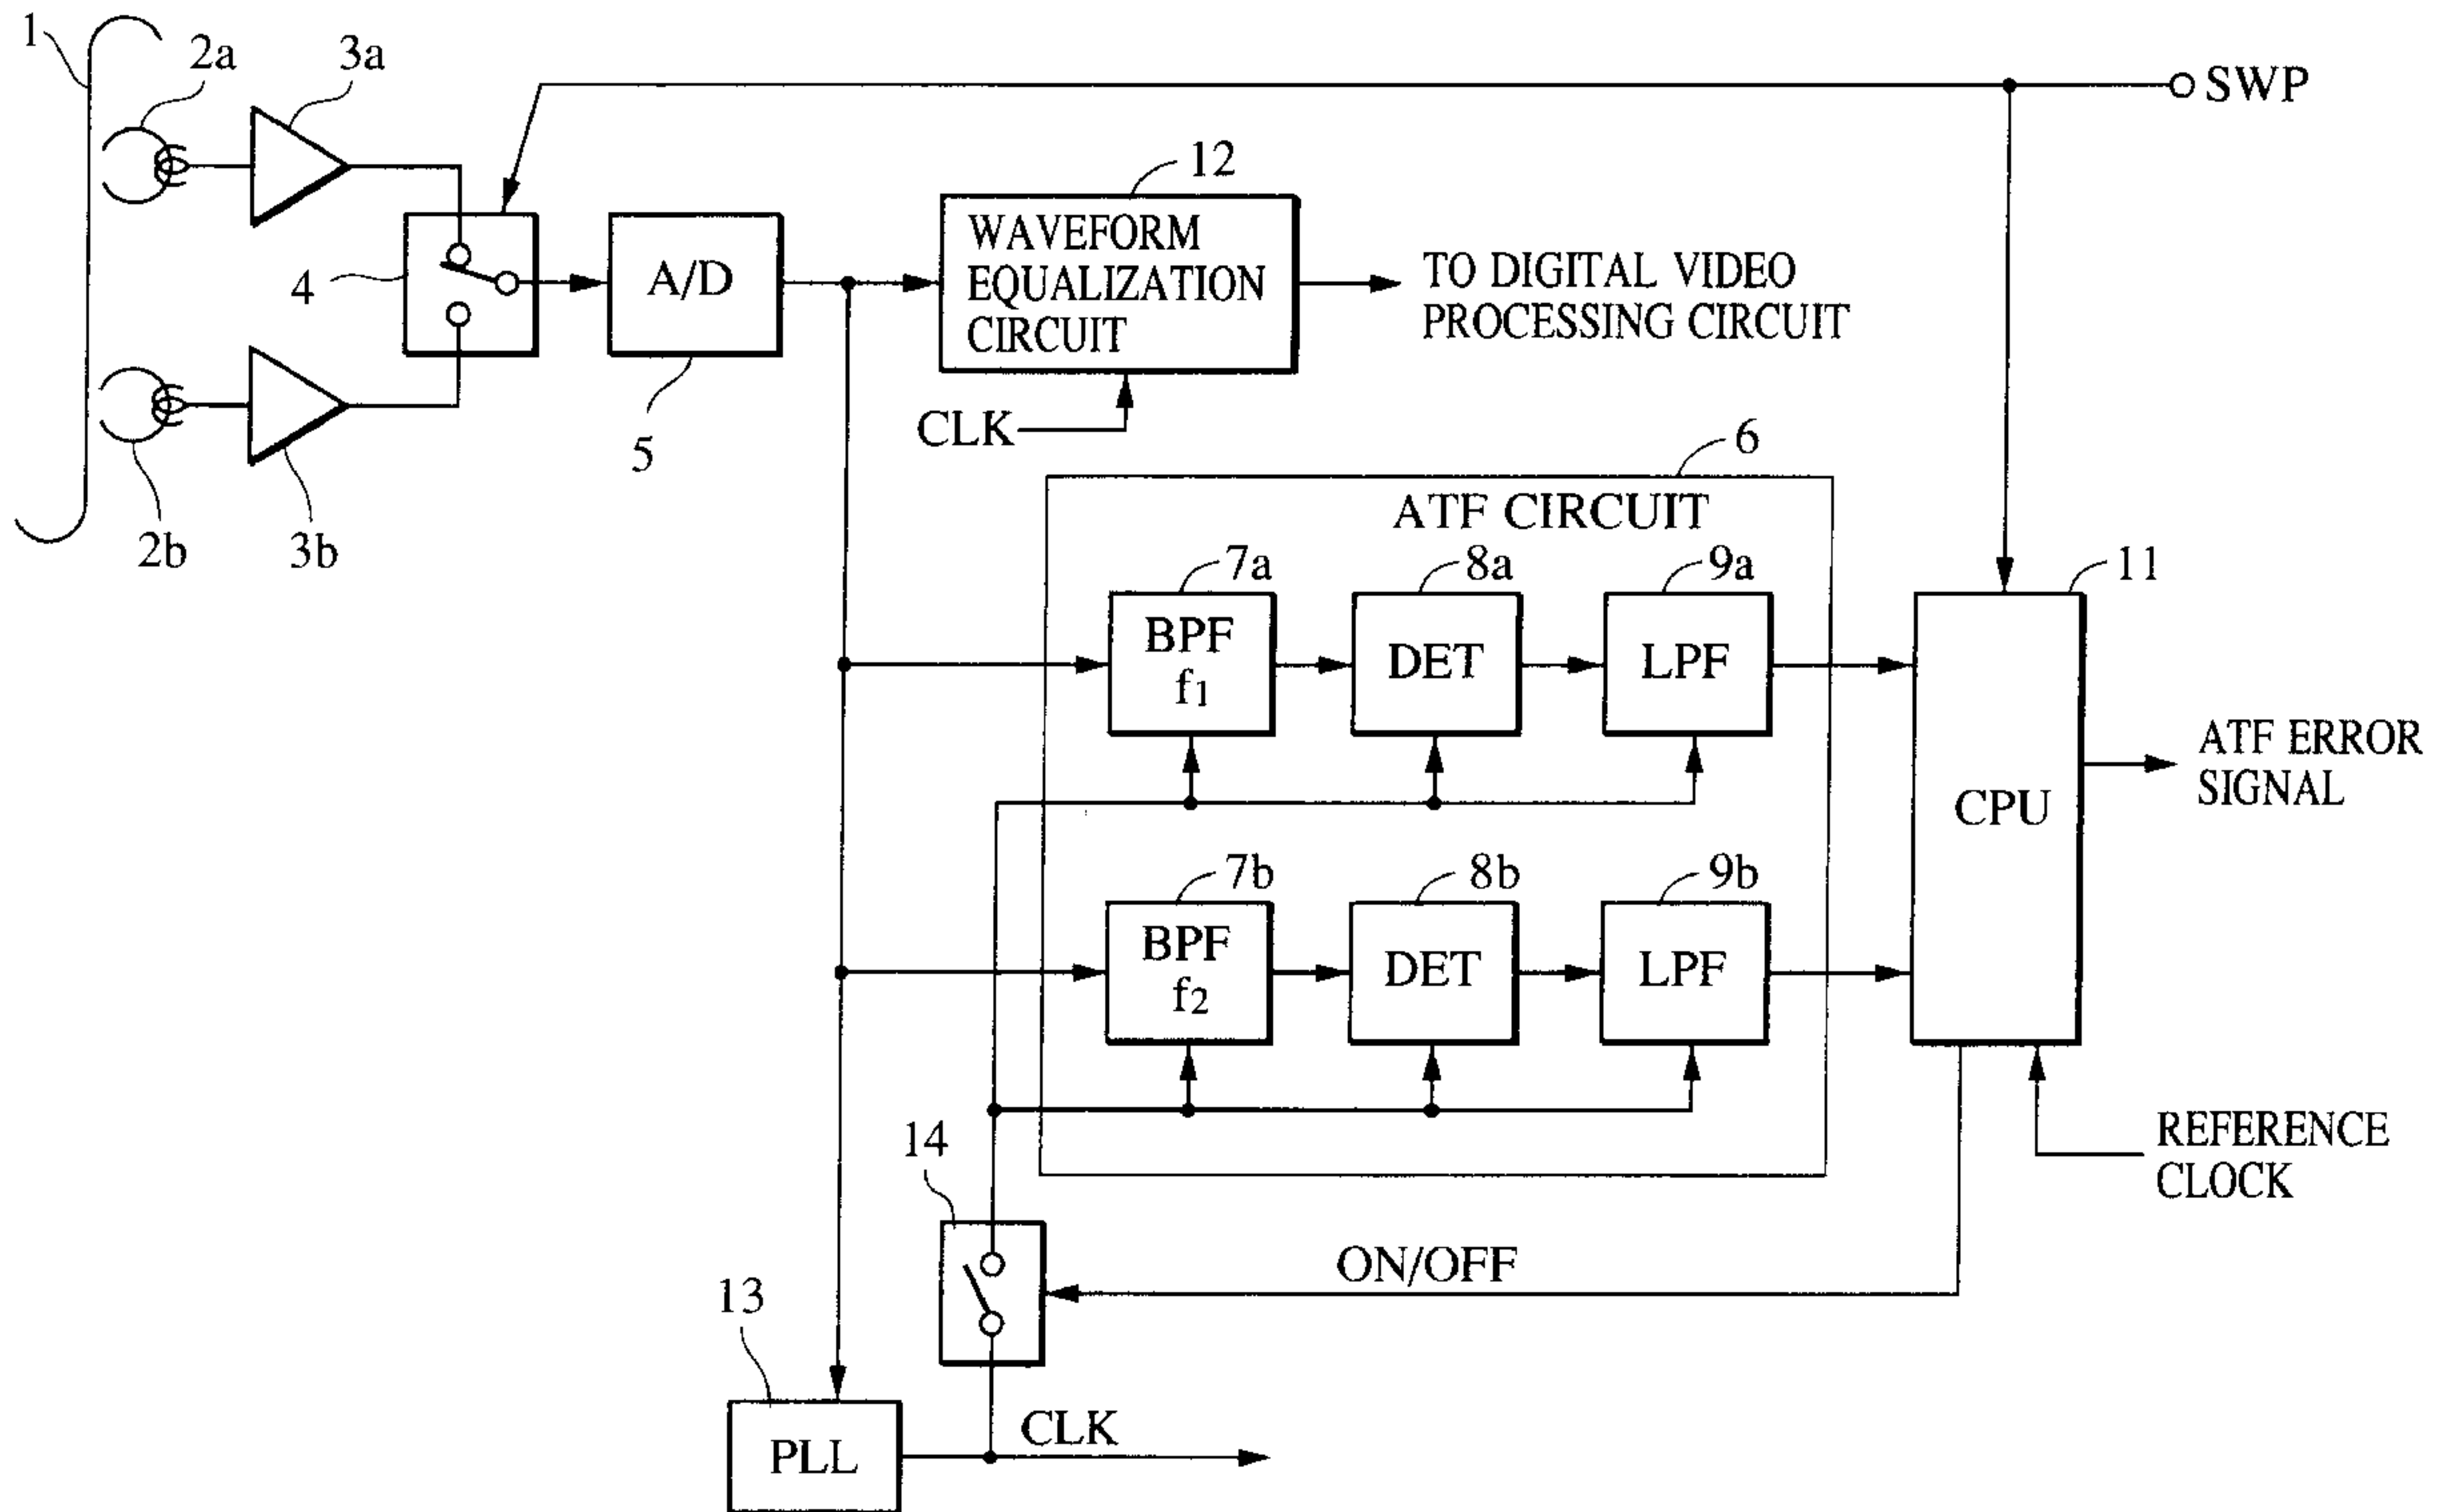 1
2a
3a
SWP
12
WAVEFORM
EQUALIZATION
CIRCUIT
4
A/D
TO DIGITAL VIDEO
PROCESSING CIRCUIT
5
CLK
6
2b
3b
ATF CIRCUIT
7a
8a
9a
11
BPF
f1
DET
LPF
ATF ERROR
SIGNAL
CPU
7b
8b
9b
BPF
f2
DET
LPF
14
REFERENCE
CLOCK
ON/OFF
13
CLK
PLL